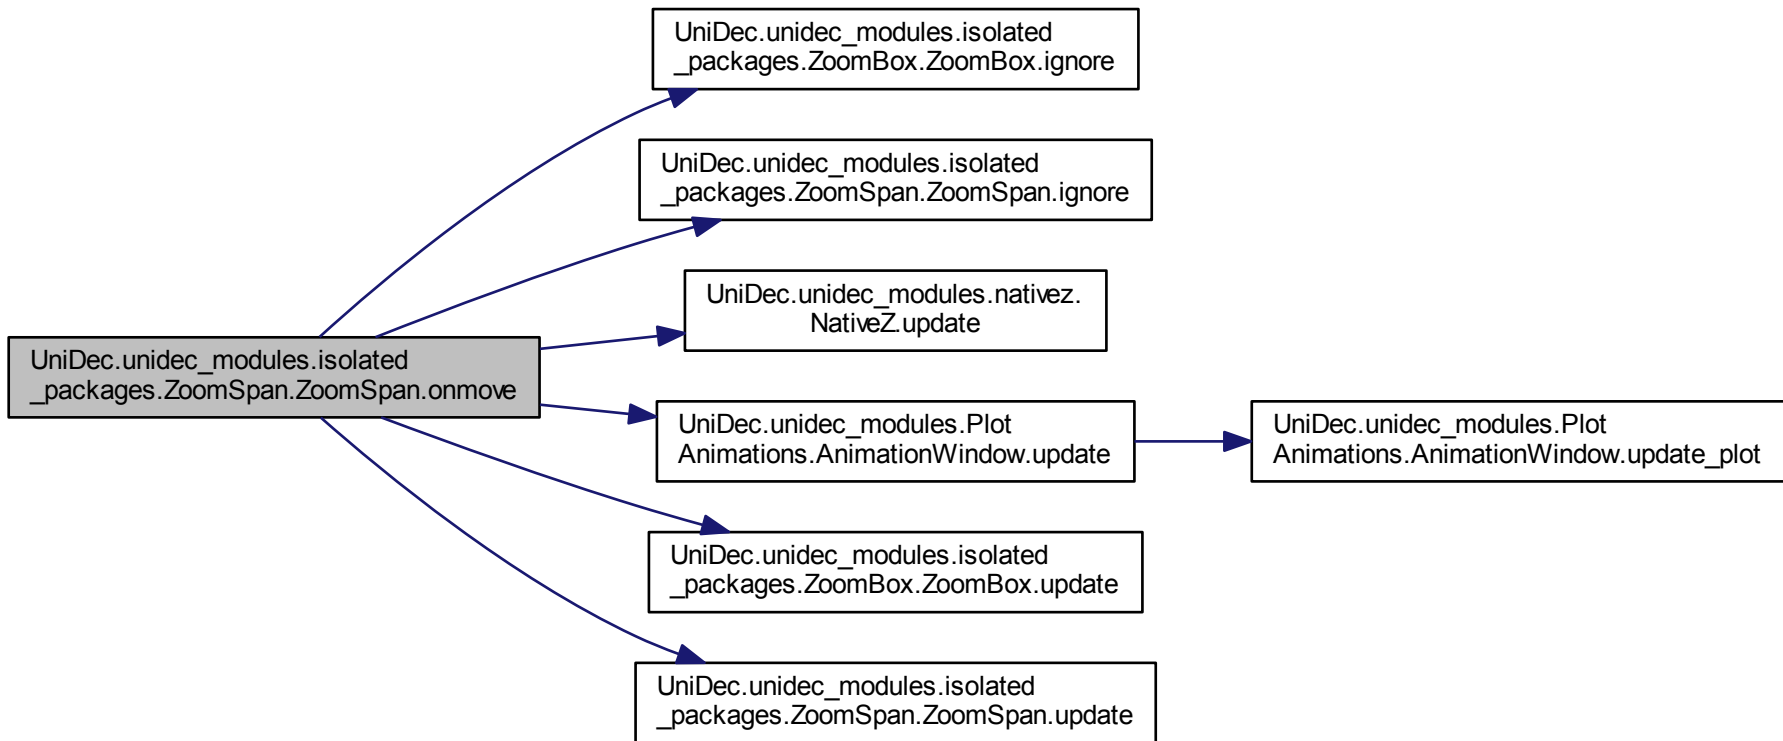 UniDec.unidec_modules.isolated
_packages.ZoomBox.ZoomBox.ignore
UniDec.unidec_modules.isolated
_packages.ZoomSpan.ZoomSpan.ignore
UniDec.unidec_modules.nativez.
NativeZ.update
UniDec.unidec_modules.isolated
_packages.ZoomSpan.ZoomSpan.onmove
UniDec.unidec_modules.Plot
Animations.AnimationWindow.update
UniDec.unidec_modules.Plot
Animations.AnimationWindow.update_plot
UniDec.unidec_modules.isolated
_packages.ZoomBox.ZoomBox.update
UniDec.unidec_modules.isolated
_packages.ZoomSpan.ZoomSpan.update